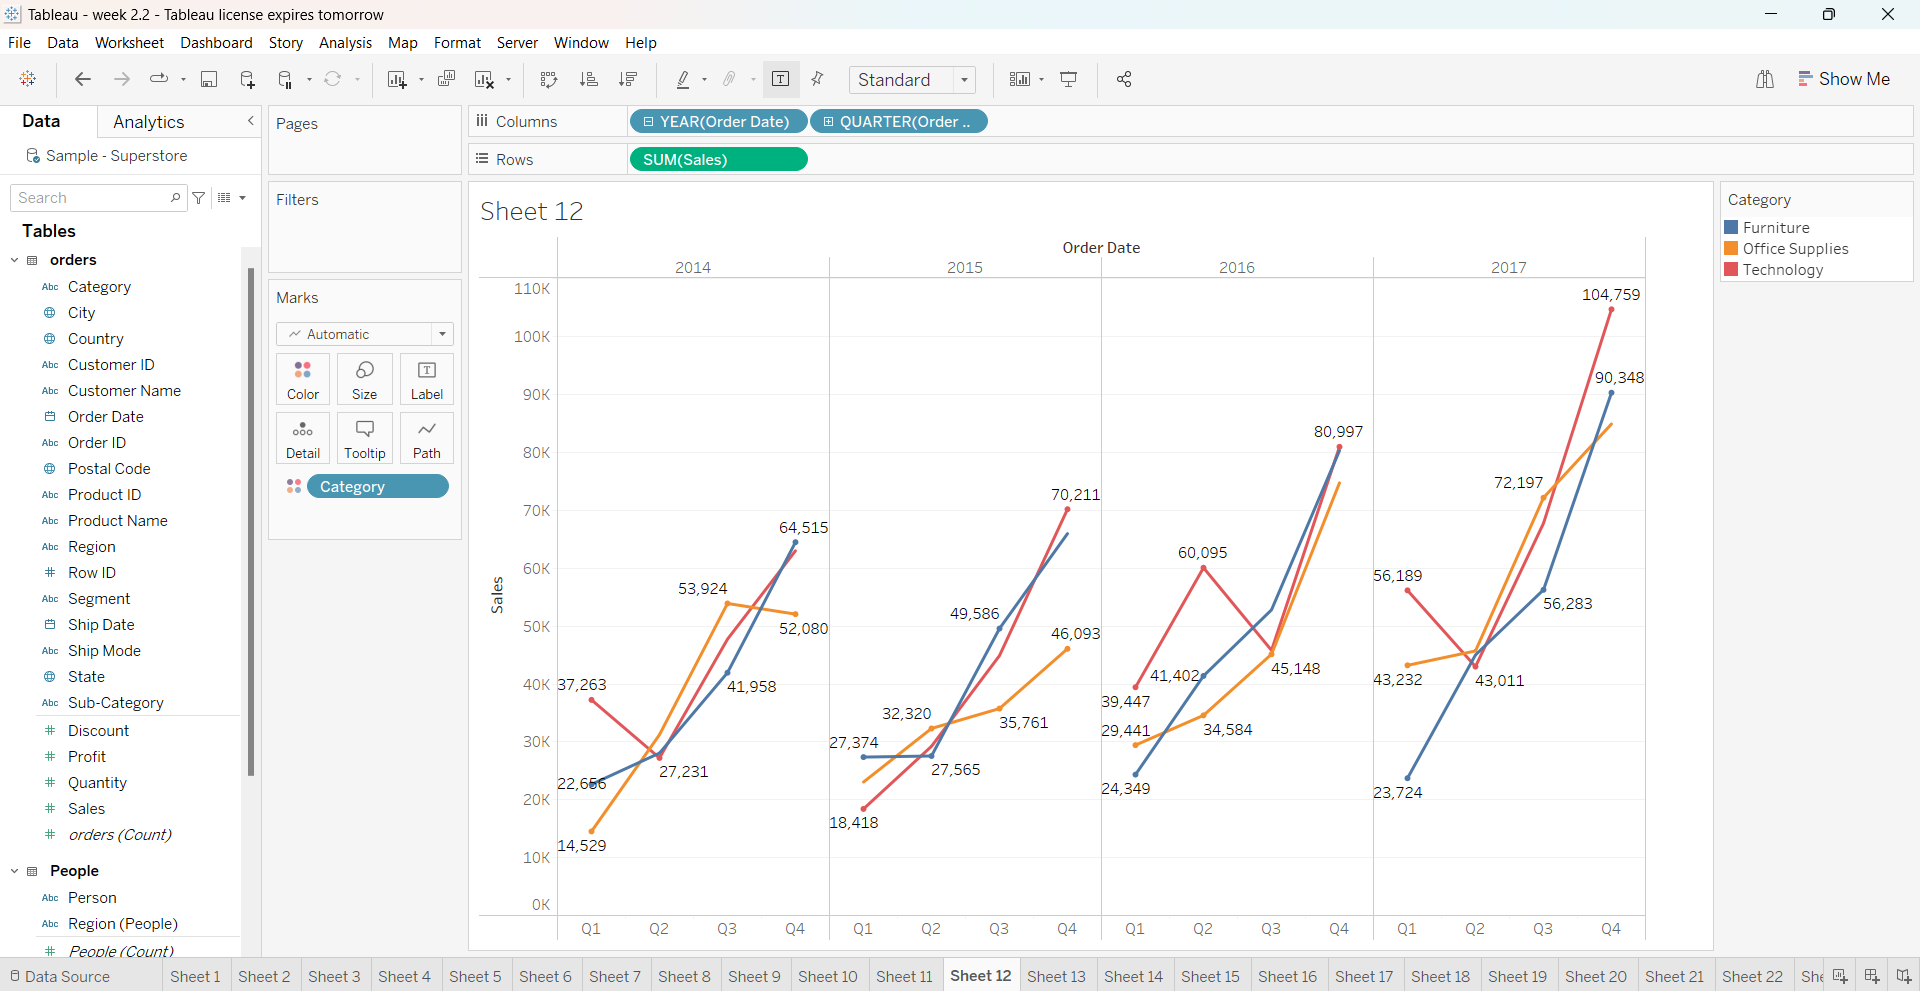 Tableau - week 2.2 - Tableau license expires tomorrow
File Data Worksheet Dashboard Story Analysis Map Format Server Window Help
Standard
Show Me
Data Analytics
Sample - Superstore
Search
Tables
orders
Abc Category
City
Country
Abc Customer ID
Abc Customer Name
Order Date
Abc Order ID
Postal Code
Abc Product ID
Abc Product Name
Abc Region
# Row ID
Abc Segment
Ship Date
Abc Ship Mode
State
Abc Sub-Category
# Discount
# Profit
# Quantity
# Sales
# orders (Count)
People
Abc Person
Abc Region (People)
# People (Count)
Pages
Filters
Marks
Automatic
Color Size Label
Detail Tooltip Path
Category
Columns YEAR(Order Date) QUARTER(Order ..
Rows SUM(Sales)
Sheet 12
Order Date
2014 2015 2016 2017
Sales
110K
100K
90K
80K
70K
60K
50K
40K
30K
20K
10K
0K
37,263
22,656
14,529
27,231
53,924
41,958
64,515
52,080
27,374
18,418
32,320
27,565
49,586
35,761
70,211
46,093
39,447
29,441
24,349
60,095
41,402
34,584
45,148
80,997
56,189
43,232
23,724
43,011
72,197
56,283
104,759
90,348
Q1 Q2 Q3 Q4 Q1 Q2 Q3 Q4 Q1 Q2 Q3 Q4 Q1 Q2 Q3 Q4
Category
Furniture
Office Supplies
Technology
Data Source Sheet 1 Sheet 2 Sheet 3 Sheet 4 Sheet 5 Sheet 6 Sheet 7 Sheet 8 Sheet 9 Sheet 10 Sheet 11 Sheet 12 Sheet 13 Sheet 14 Sheet 15 Sheet 16 Sheet 17 Sheet 18 Sheet 19 Sheet 20 Sheet 21 Sheet 22 She